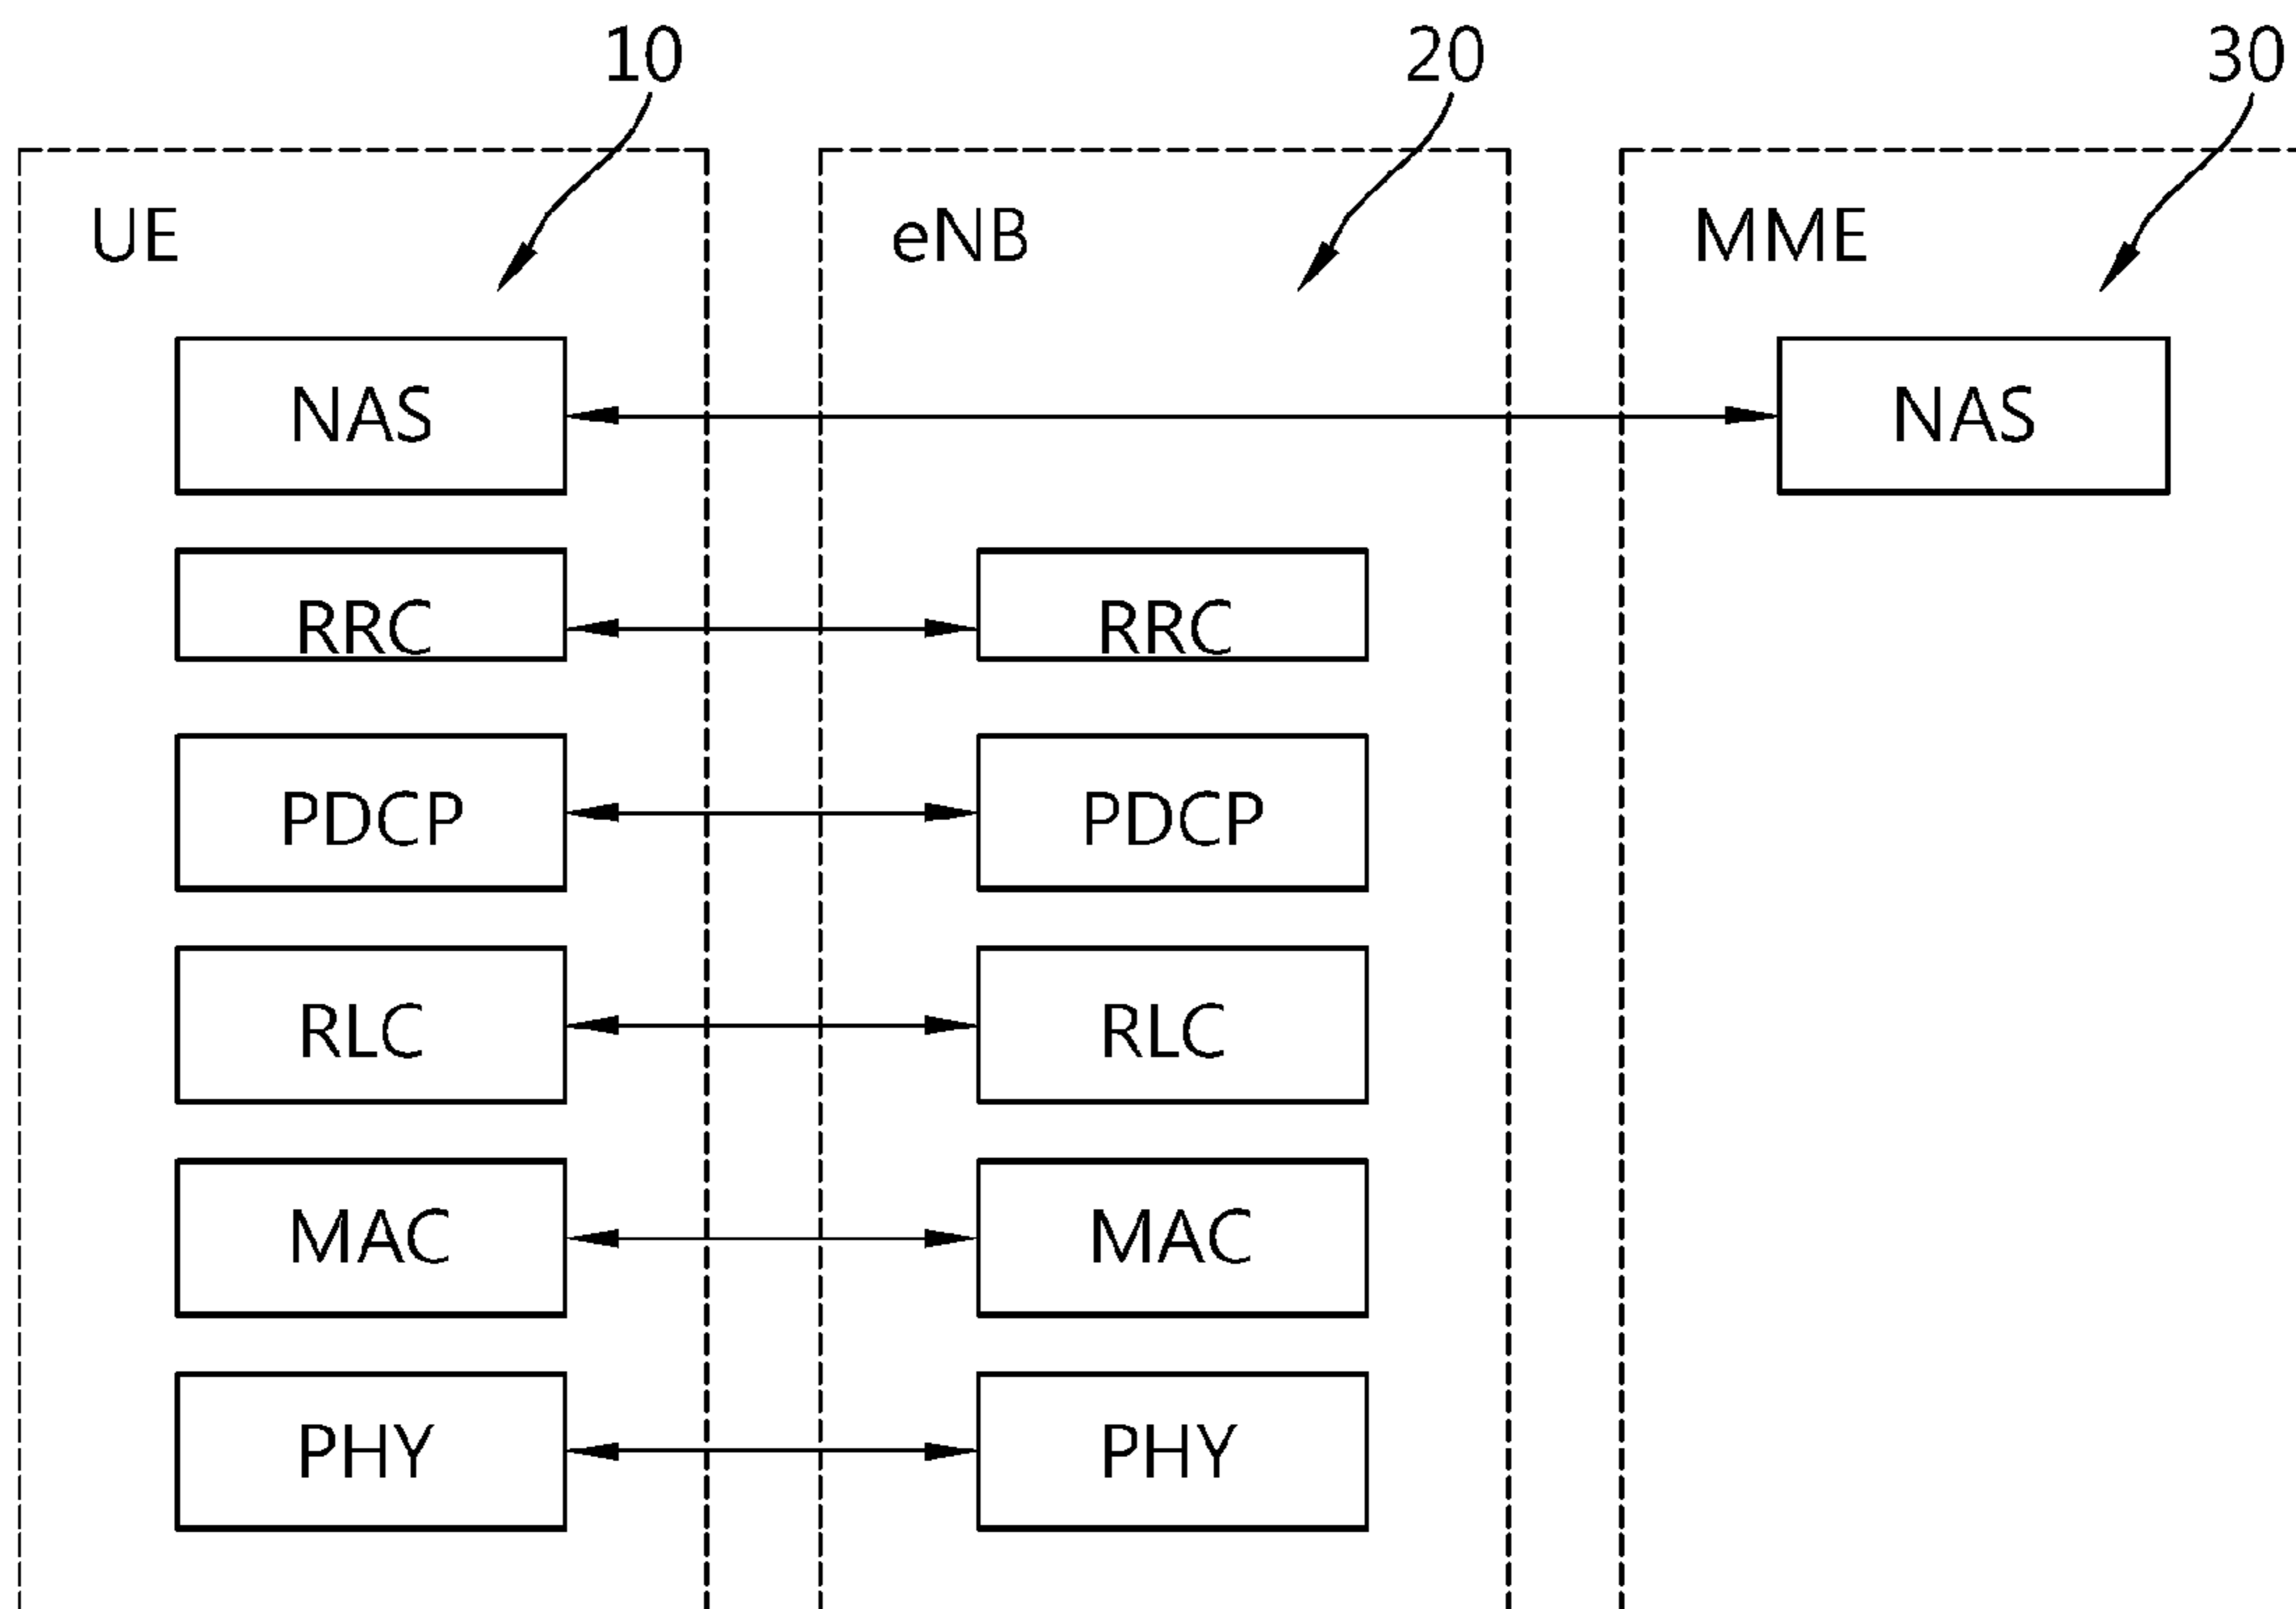 10 20 30
UE eNB MME
NAS NAS
RRC RRC
PDCP PDCP
RLC RLC
MAC MAC
PHY PHY